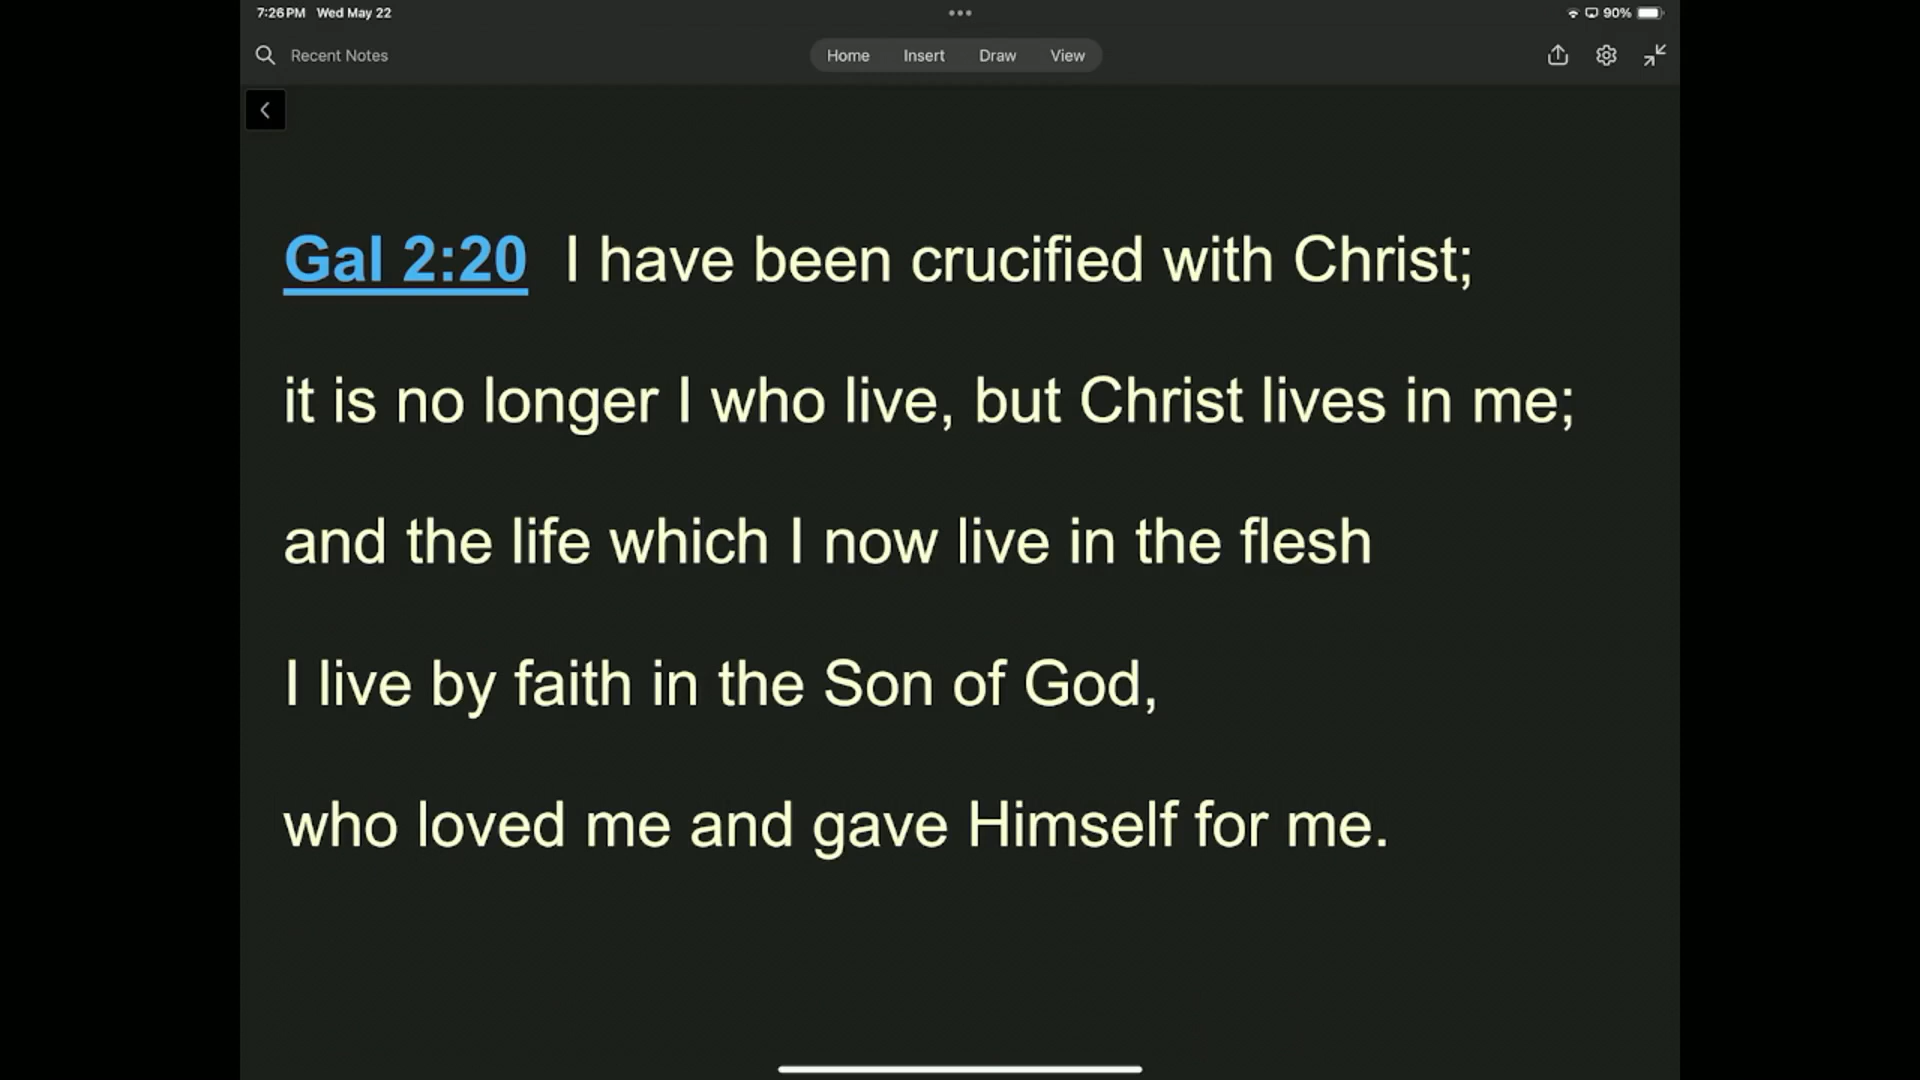 7:26 PM Wed May 22
90%
Recent Notes
Home Insert Draw View
Gal 2:20 I have been crucified with Christ;
it is no longer I who live, but Christ lives in me;
and the life which I now live in the flesh
I live by faith in the Son of God,
who loved me and gave Himself for me.